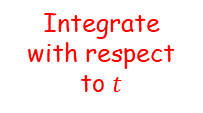 Integrate
with respect
to t